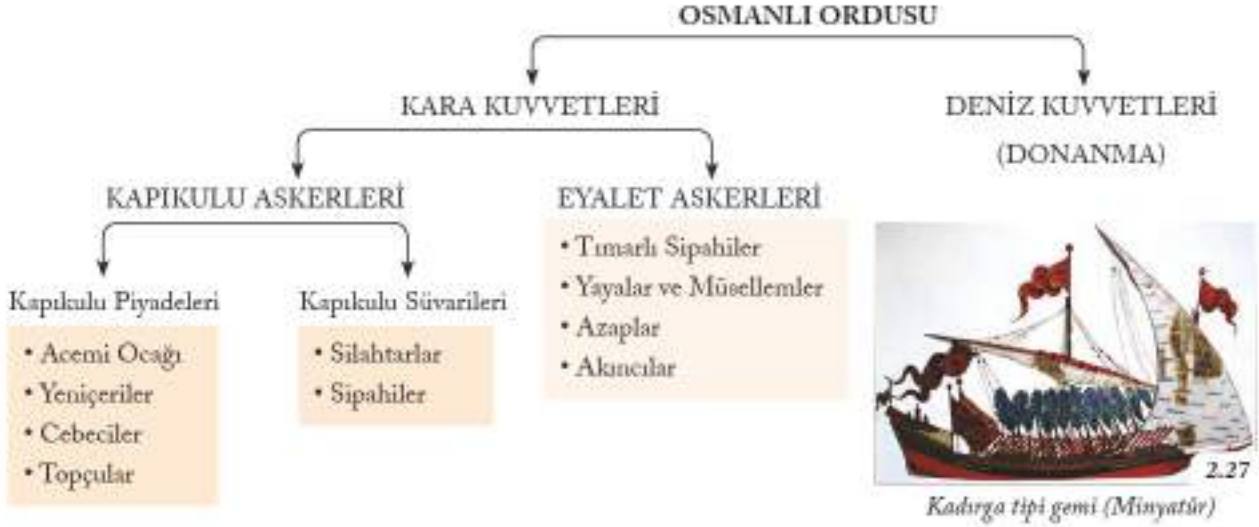 OSMANLI ORDUSU
KARA KUVVETLERİ
DENİZ KUVVETLERİ
(DONANMA)
KAPIKULU ASKERLERİ
EYALET ASKERLERİ
• Tımarlı Sipahiler
• Yayalar ve Müsellemler
• Azaplar
• Akıncılar
Kapıkulu Piyadeleri
• Acemi Ocağı
• Yeniçeriler
• Cebeciler
• Topçular
Kapıkulu Süvarileri
• Silahtarlar
• Sipahiler
2.27
Kadırga tipi gemi (Minyatür)